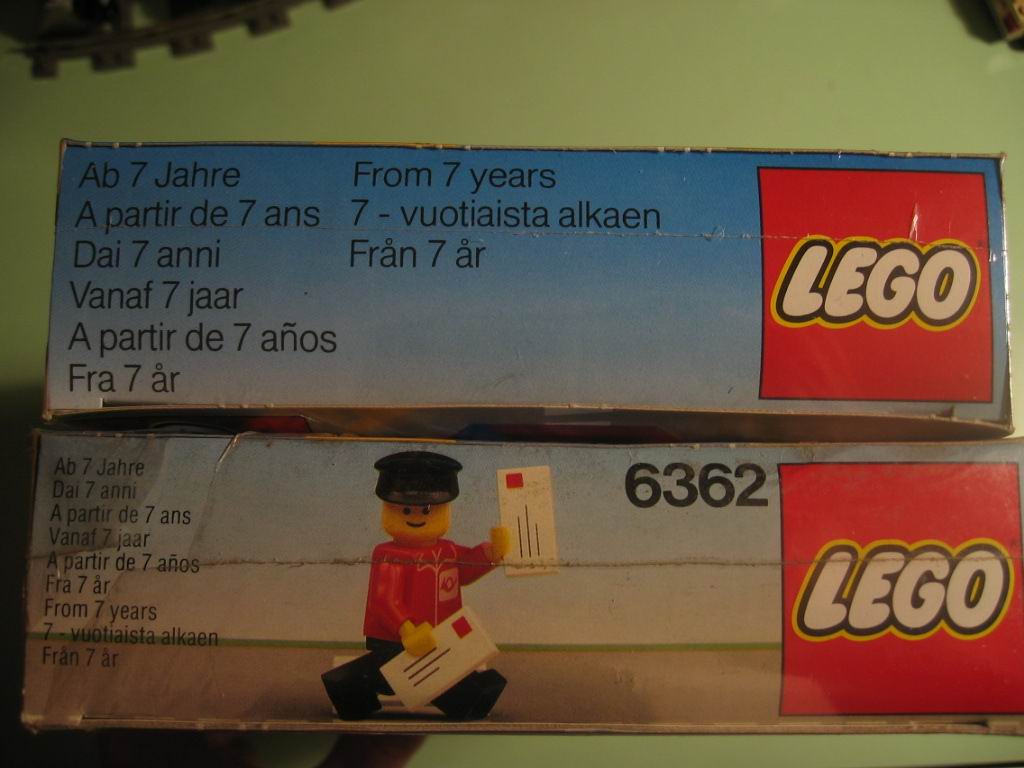 Ab 7 Jahre
A partir de 7 ans
Dai 7 anni
Vanaf 7 jaar
A partir de 7 años
Fra 7 år
From 7 years
7 - vuotiaista alkaen
Från 7 år
LEGO
Ab 7 Jahre
Dai 7 anni
A partir de 7 ans
Vanaf 7 jaar
A partir de 7 años
Fra 7 år
From 7 years
7 - vuotiaista alkaen
Från 7 år
6362
LEGO